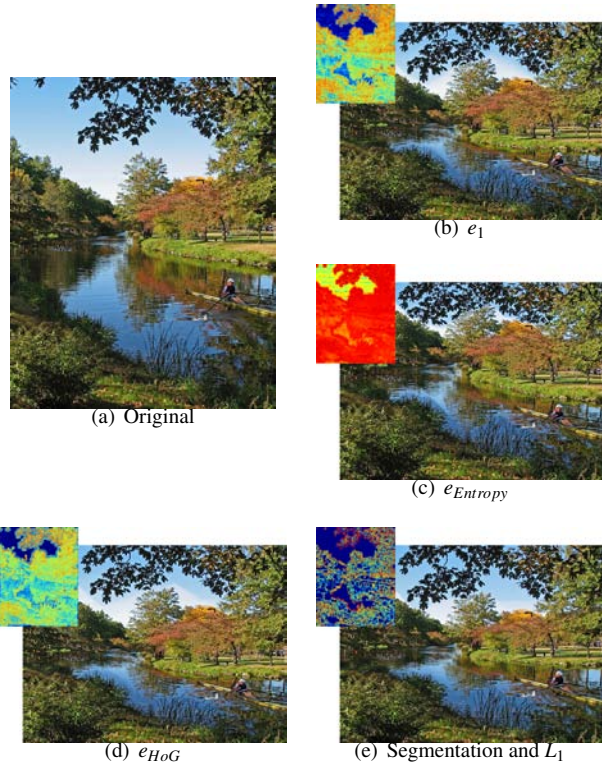 (b) e1
(a) Original
(c) eEntropy
(d) eHoG
(e) Segmentation and L1